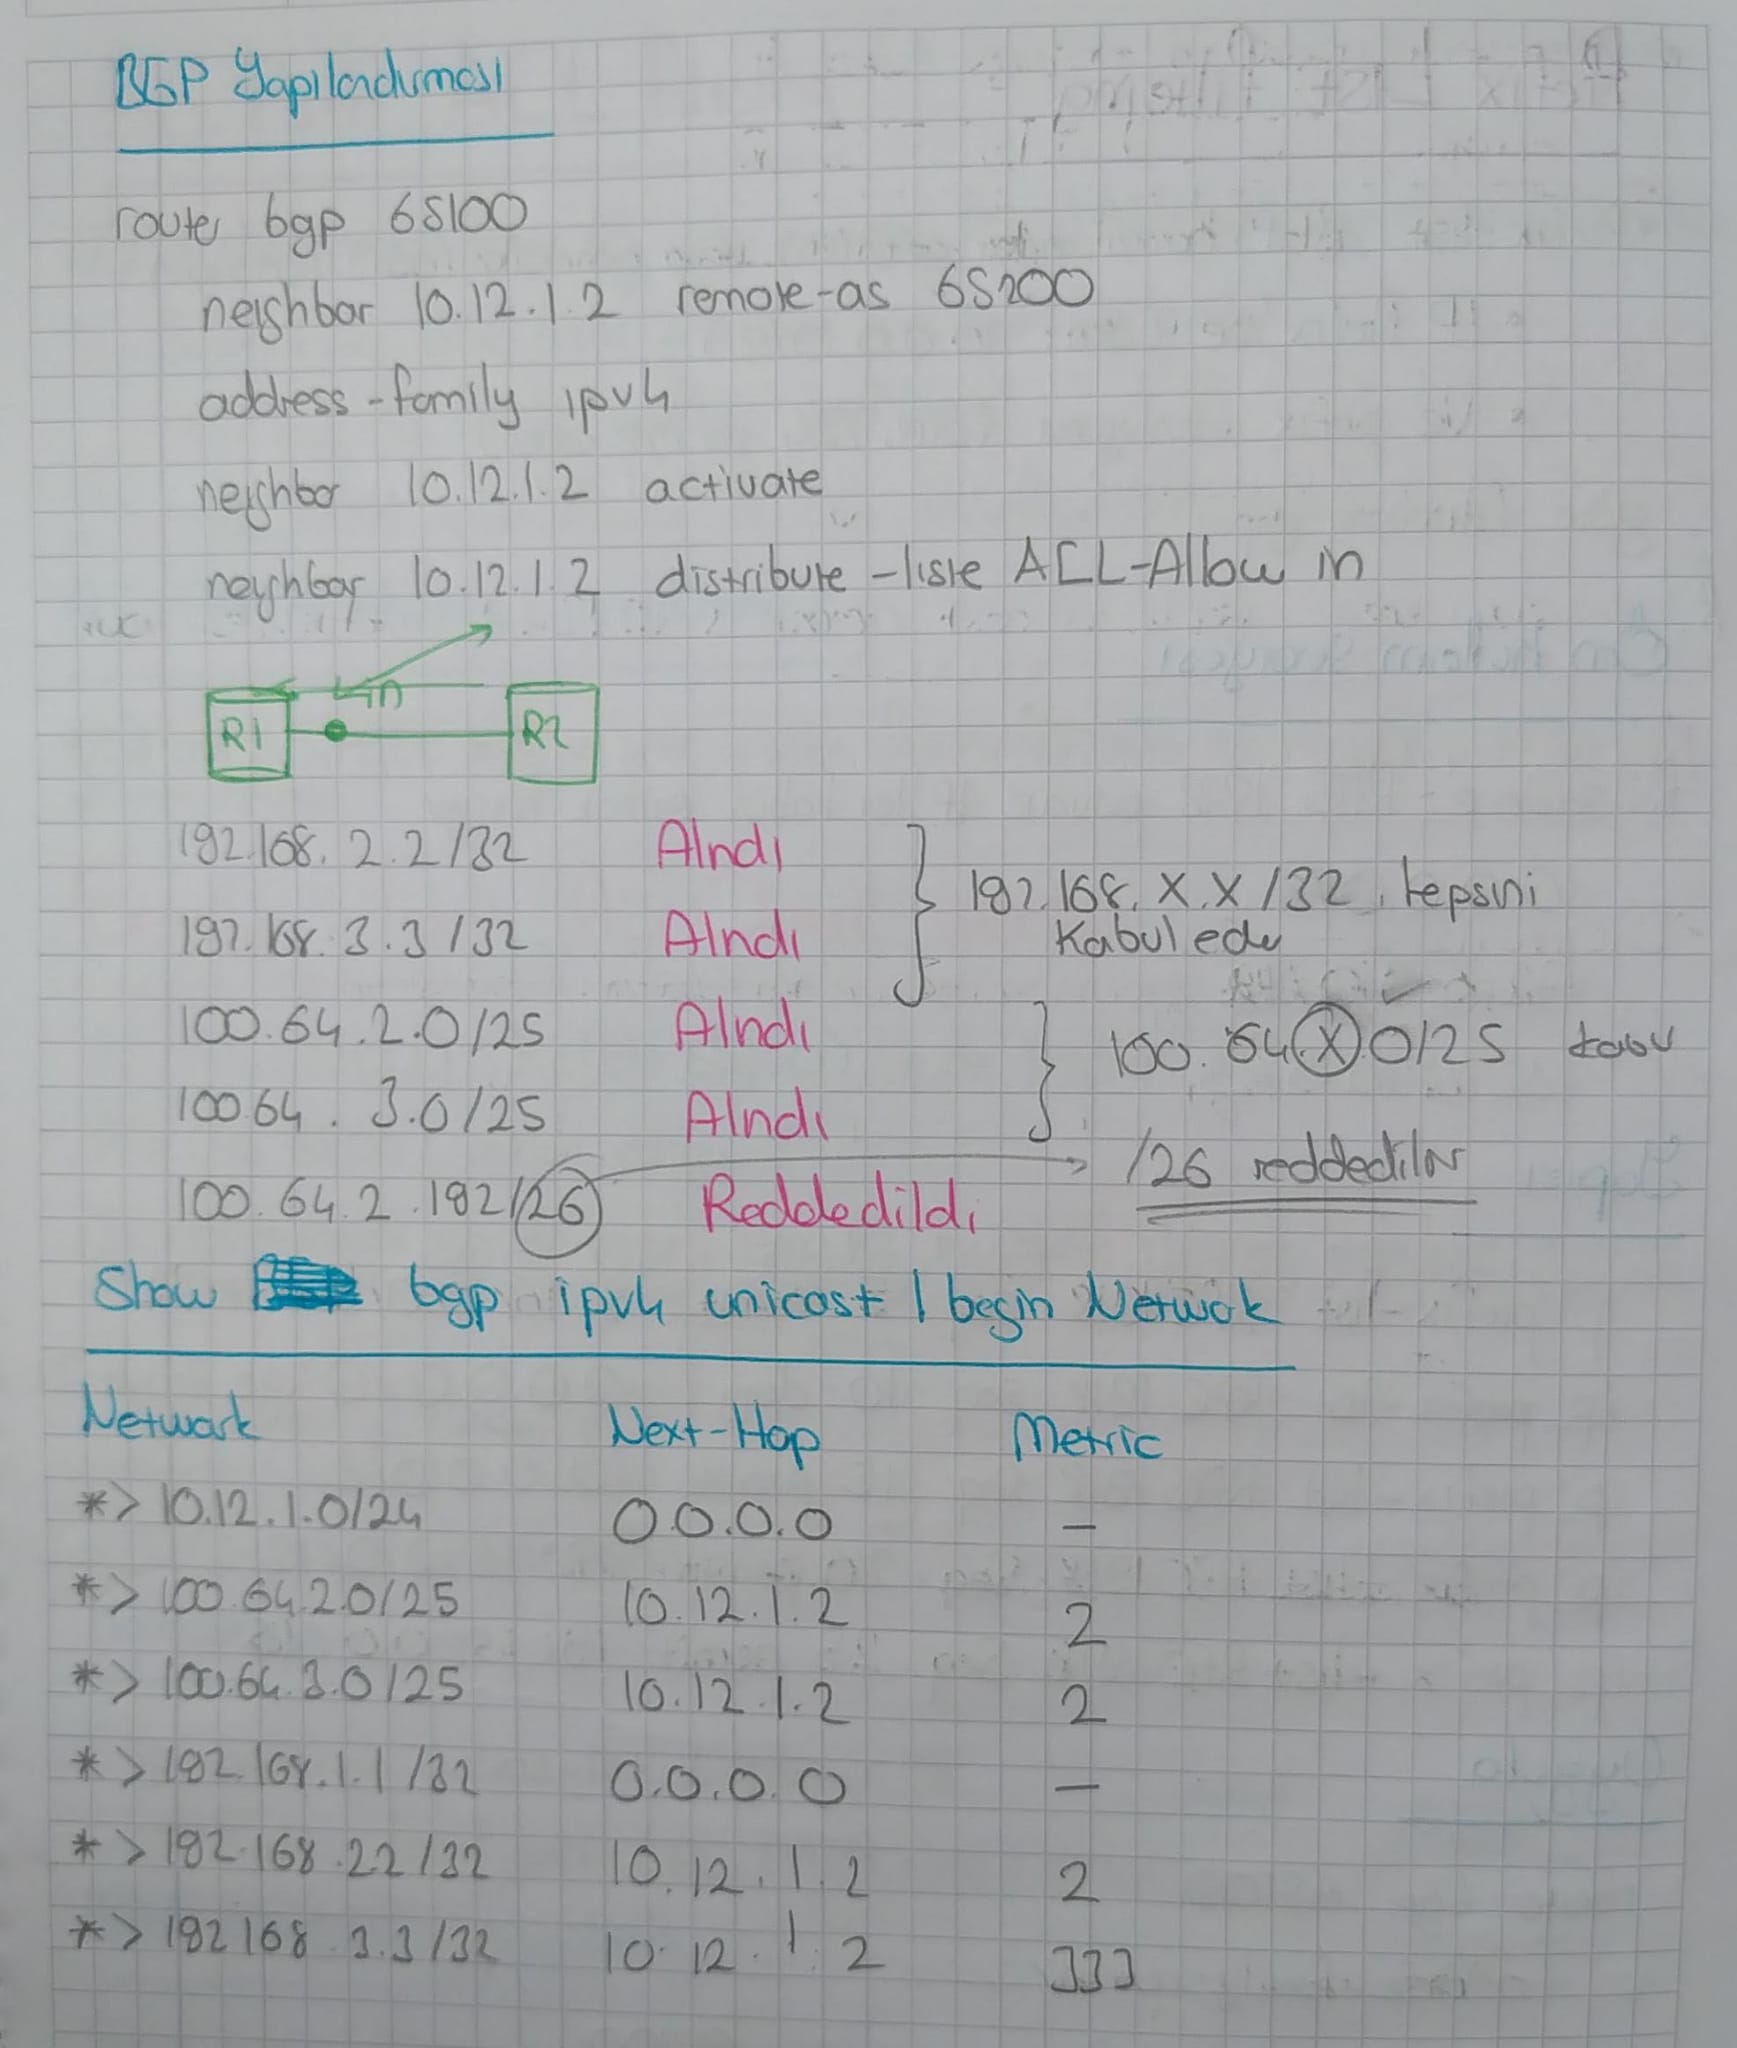 BGP Yapılandırması
router bgp 65100
neighbor 10.12.1.2 remote-as 65200
address-family ipv4
neighbor 10.12.1.2 activate
neighbor 10.12.1.2 distribute-liste ACL-Allow in
in
R1 R2
192.168.2.2/32 Alındı
192.168.3.3/32 Alındı
192.168.X.X/32 hepsini
Kabul eder
100.64.2.0/25 Alındı
100.64.3.0/25 Alındı
100.64.X.0/25 kabul
100.64.2.192/26 Reddedildi
/26 reddedilir
Show bgp ipv4 unicast | begin Network
Network Next-Hop Metric
*> 10.12.1.0/24 0.0.0.0 –
*> 100.64.2.0/25 10.12.1.2 2
*> 100.64.3.0/25 10.12.1.2 2
*> 192.168.1.1/32 0.0.0.0 –
*> 192.168.2.2/32 10.12.1.2 2
*> 192.168.3.3/32 10.12.1.2 333